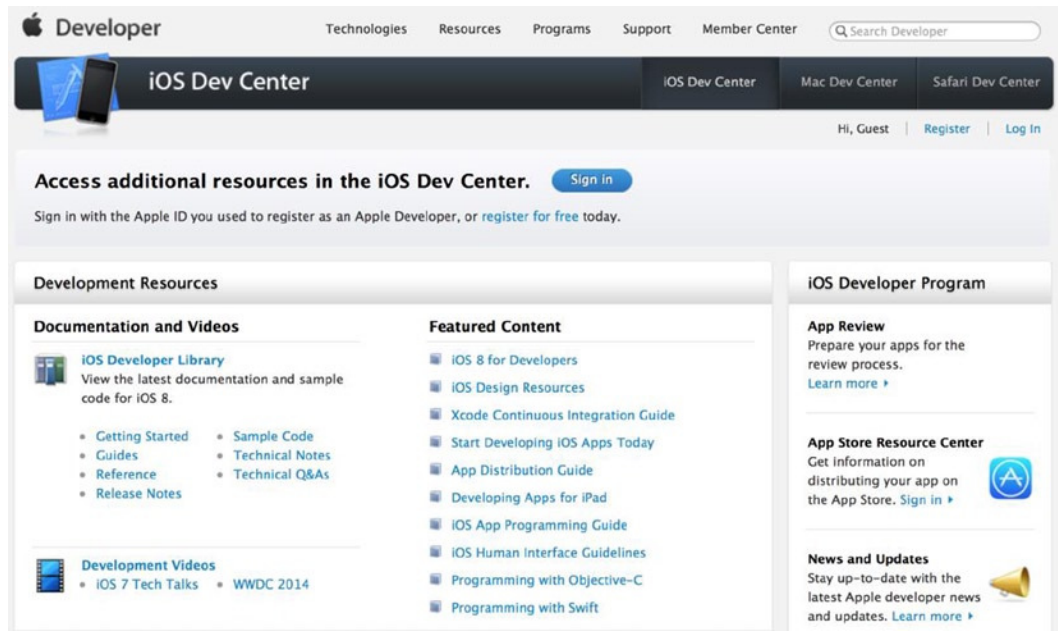 Developer
Technologies Resources Programs Support Member Center Search Developer
iOS Dev Center
iOS Dev Center Mac Dev Center Safari Dev Center
Hi, Guest | Register | Log In
Access additional resources in the iOS Dev Center. Sign in
Sign in with the Apple ID you used to register as an Apple Developer, or register for free today.
Development Resources
Documentation and Videos
iOS Developer Library
View the latest documentation and sample
code for iOS 8.
Getting Started
Guides
Reference
Release Notes
Sample Code
Technical Notes
Technical Q&As
Development Videos
iOS 7 Tech Talks WWDC 2014
Featured Content
iOS 8 for Developers
iOS Design Resources
Xcode Continuous Integration Guide
Start Developing iOS Apps Today
App Distribution Guide
Developing Apps for iPad
iOS App Programming Guide
iOS Human Interface Guidelines
Programming with Objective-C
Programming with Swift
iOS Developer Program
App Review
Prepare your apps for the
review process.
Learn more
App Store Resource Center
Get information on
distributing your app on
the App Store. Sign in
News and Updates
Stay up-to-date with the
latest Apple developer news
and updates. Learn more